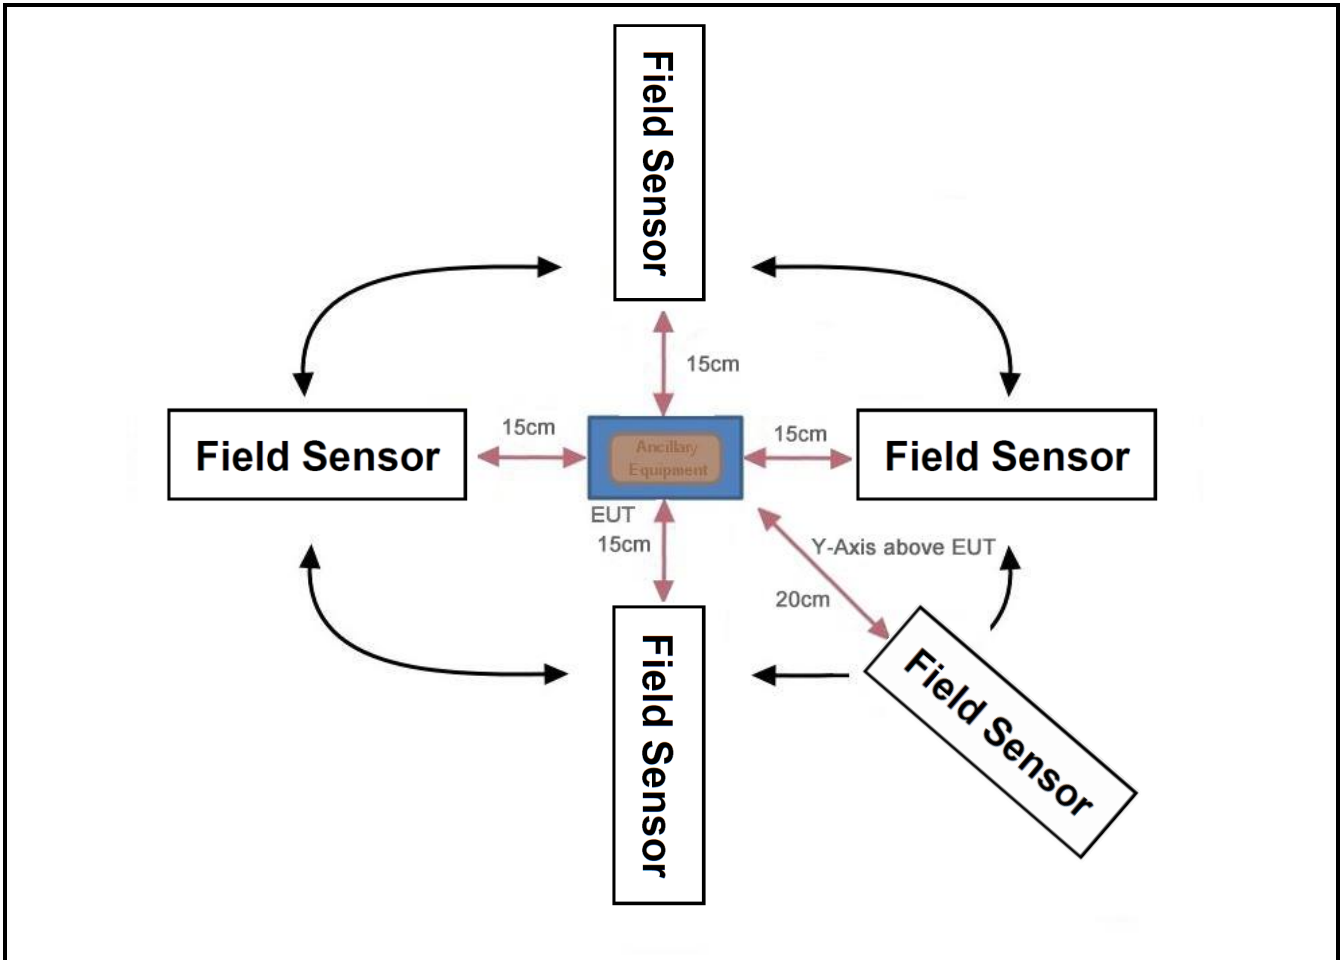 Field Sensor
15cm
15cm
15cm
Field Sensor
Ancillary
Equipment
Field Sensor
EUT
15cm
Y-Axis above EUT
20cm
Field Sensor
Field Sensor